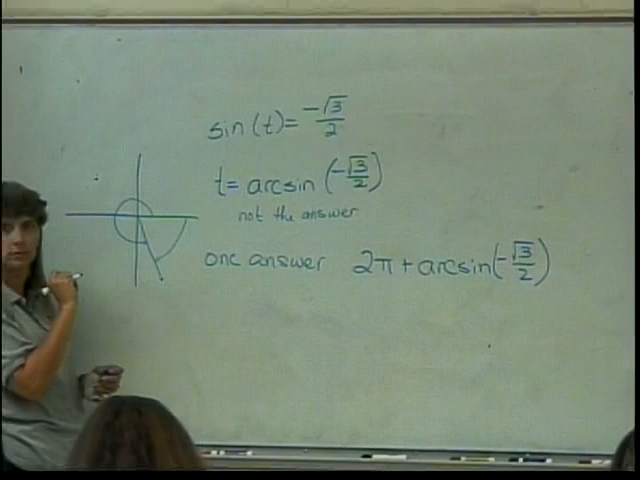 sin(t) = -√3/2
t = arcsin(-√3/2)
not the answer
one answer 2π + arcsin(-√3/2)